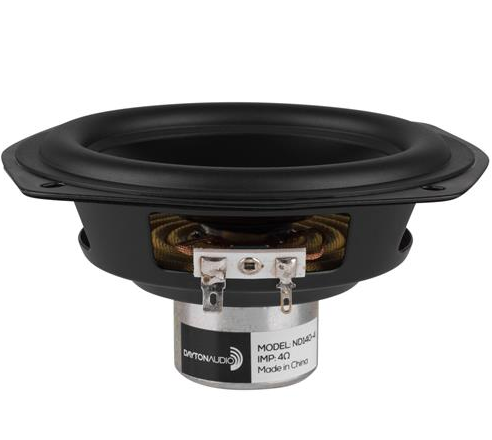 DAYTONAUDIO
MODEL: ND140-4
IMP: 4Ω
Made in China